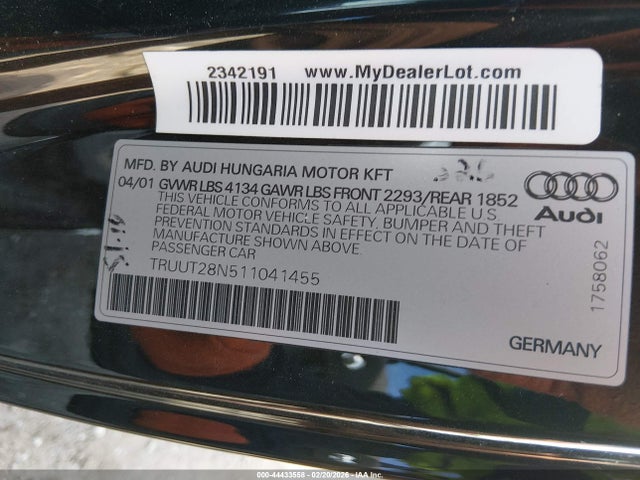 2342191 www.MyDealerLot.com
MFD. BY AUDI HUNGARIA MOTOR KFT
04/01 GWWR LBS 4134 GAWR LBS FRONT 2293/REAR 1852
THIS VEHICLE CONFORMS TO ALL APPLICABLE U.S.
FEDERAL MOTOR VEHICLE SAFETY, BUMPER AND THEFT
PREVENTION STANDARDS IN EFFECT ON THE DATE OF
MANUFACTURE SHOWN ABOVE.
PASSENGER CAR
TRUUT28N511041455
Audi
1758062
GERMANY
000-44433558 - 02/20/2026 - IAA Inc.